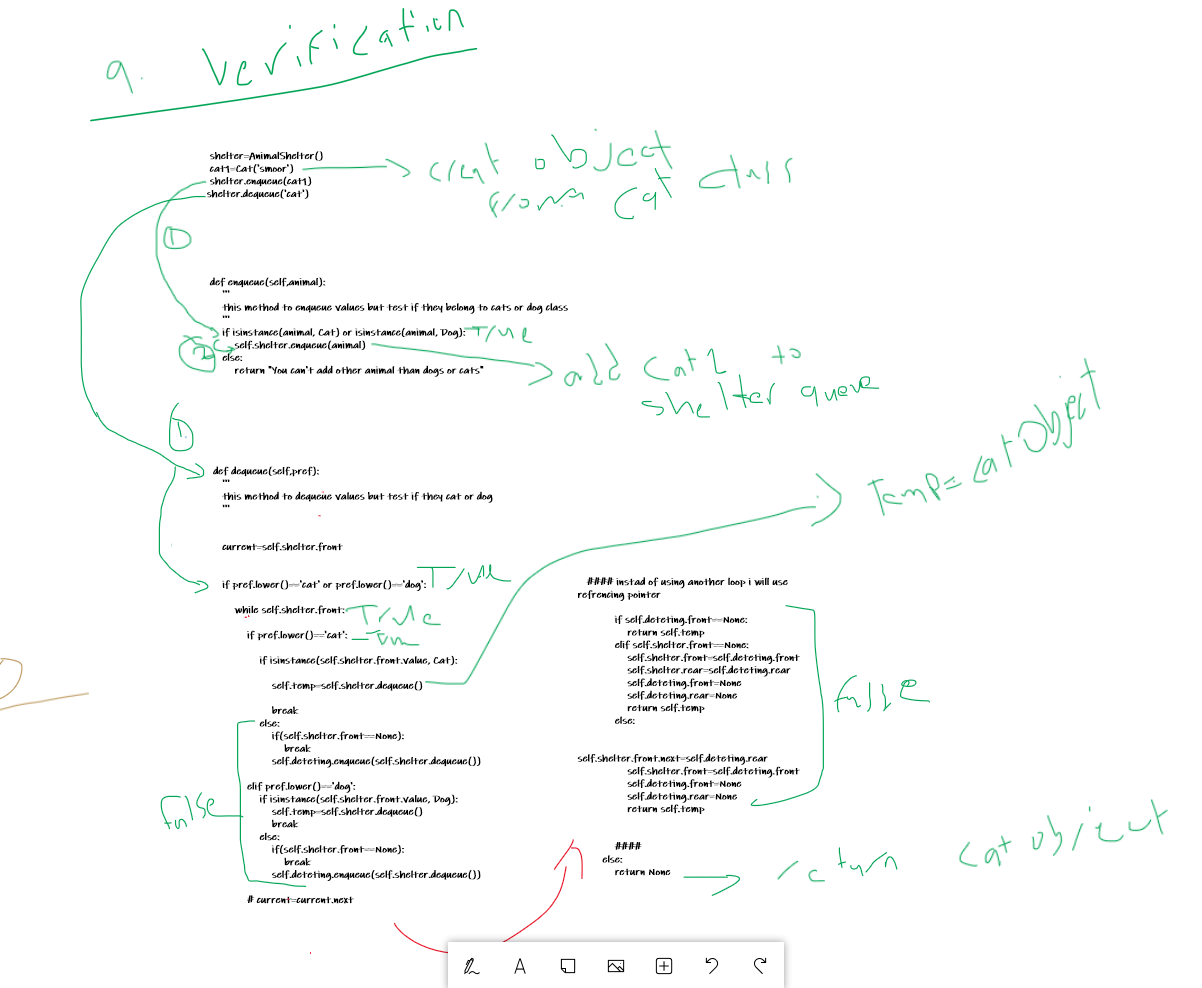 9. Verification
shelter=AnimalShelter()
cat1=Cat('smoor')
shelter.enqueue(cat1)
shelter.dequeue('cat')
creat object
from a cat class
1
def enqueue(self,animal):
"""
this method to enqueue values but test if they belong to cats or dog class
"""
if isinstance(animal, Cat) or isinstance(animal, Dog): True
2 self.shelter.enqueue(animal)
else:
return "You can't add other animal than dogs or cats"
add cat1 to
shelter queue
1.
def dequeue(self,pref):
"""
this method to dequeue values but test if they cat or dog
"""
Temp=cat Object
current=self.shelter.front
if pref.lower()=='cat' or pref.lower()=='dog': True
while self.shelter.front: True
if pref.lower()=='cat':
if isinstance(self.shelter.front.value, Cat):
self.temp=self.shelter.dequeue()
break
else:
if(self.shelter.front==None):
break
self.deteting.enqueue(self.shelter.dequeue())
elif pref.lower()=='dog':
if isinstance(self.shelter.front.value, Dog):
self.temp=self.shelter.dequeue()
break
else:
if(self.shelter.front==None):
break
self.deteting.enqueue(self.shelter.dequeue())
# current=current.next
false
#### instad of using another loop i will use
refrencing pointer
if self.deteting.front==None:
return self.temp
elif self.shelter.front==None:
self.shelter.front=self.deteting.front
self.shelter.rear=self.deteting.rear
self.deteting.front=None
self.deteting.rear=None
return self.temp
else:
self.shelter.front.next=self.deteting.rear
self.shelter.front=self.deteting.front
self.deteting.front=None
self.deteting.rear=None
return self.temp
false
####
else:
return None
return cat object
A